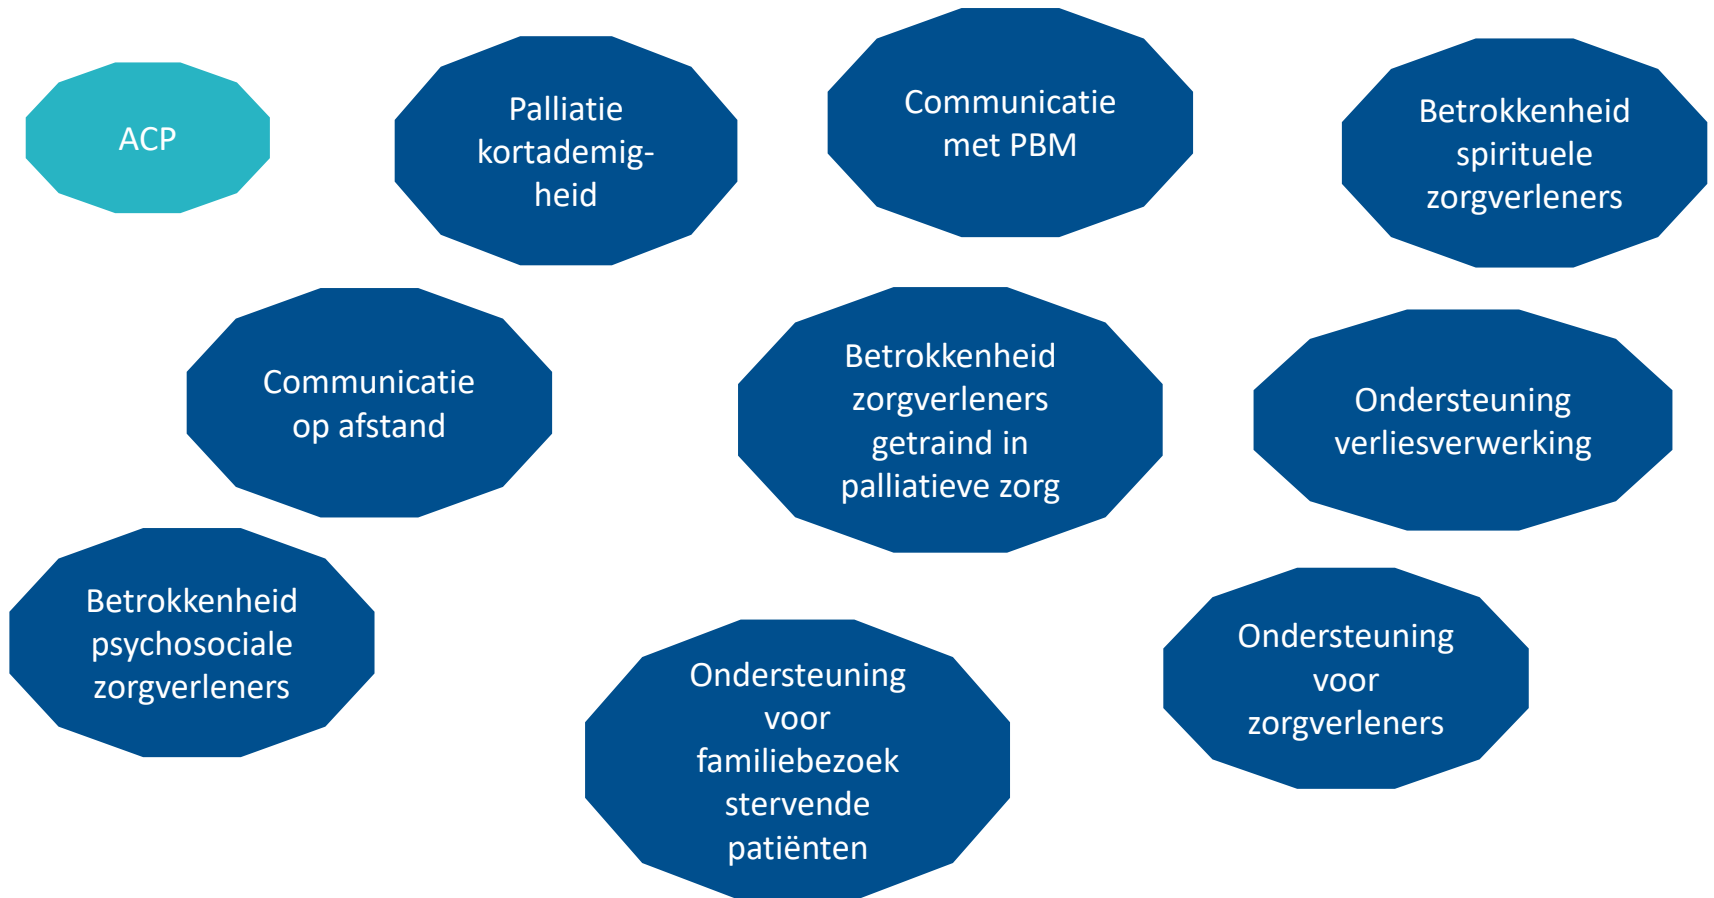 ACP
Palliatie
kortademig-
heid
Communicatie
met PBM
Betrokkenheid
spirituele
zorgverleners
Communicatie
op afstand
Betrokkenheid
zorgverleners
getraind in
palliatieve zorg
Ondersteuning
verliesverwerking
Betrokkenheid
psychosociale
zorgverleners
Ondersteuning
voor
familiebezoek
stervende
patiënten
Ondersteuning
voor
zorgverleners